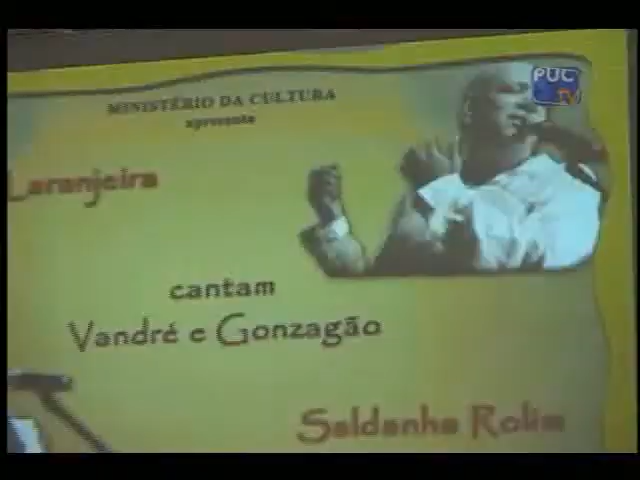 PUC
TV
MINISTÉRIO DA CULTURA
apresenta
Laranjeira
cantam
Vandré e Gonzagão
Saldanha Rolim